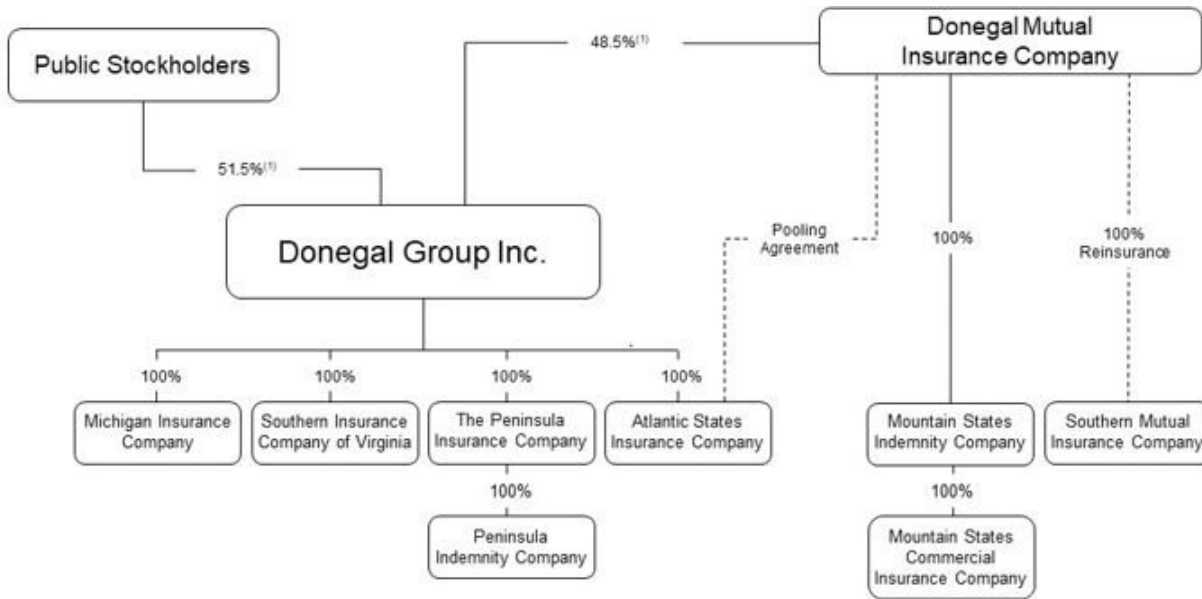 Public Stockholders
48.5%(1)
Donegal Mutual
Insurance Company
51.5%(1)
Donegal Group Inc.
Pooling
Agreement
100%
100%
Reinsurance
100%
100%
100%
100%
Michigan Insurance
Company
Southern Insurance
Company of Virginia
The Peninsula
Insurance Company
Atlantic States
Insurance Company
Mountain States
Indemnity Company
Southern Mutual
Insurance Company
100%
100%
Peninsula
Indemnity Company
Mountain States
Commercial
Insurance Company